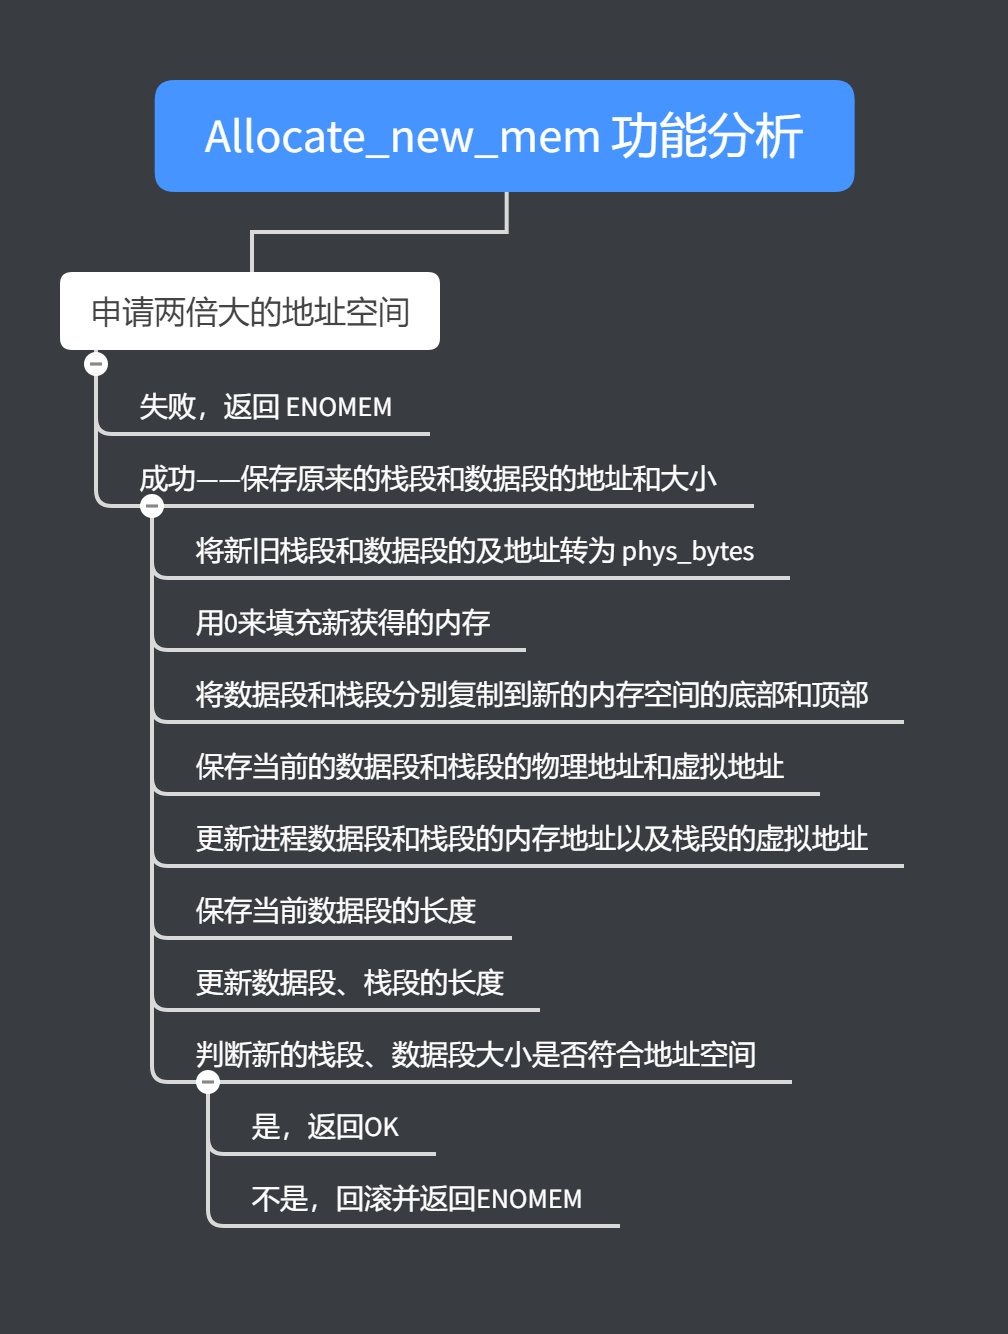 Allocate_new_mem 功能分析
申请两倍大的地址空间
失败，返回 ENOMEM
成功——保存原来的栈段和数据段的地址和大小
将新旧栈段和数据段的及地址转为 phys_bytes
用0来填充新获得的内存
将数据段和栈段分别复制到新的内存空间的底部和顶部
保存当前的数据段和栈段的物理地址和虚拟地址
更新进程数据段和栈段的内存地址以及栈段的虚拟地址
保存当前数据段的长度
更新数据段、栈段的长度
判断新的栈段、数据段大小是否符合地址空间
是，返回OK
不是，回滚并返回ENOMEM